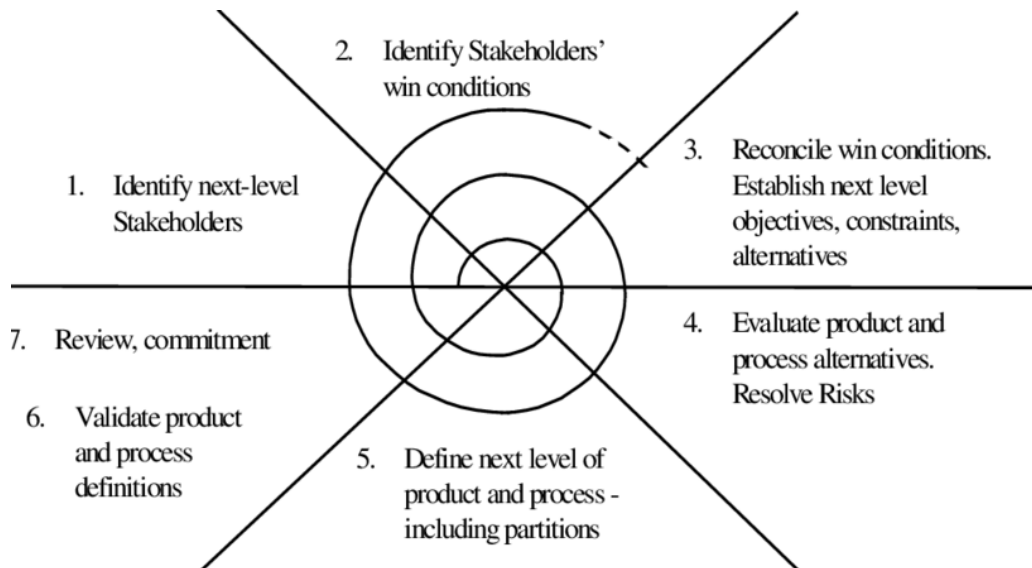 2. Identify Stakeholders’
win conditions
3. Reconcile win conditions.
Establish next level
objectives, constraints,
alternatives
1. Identify next-level
Stakeholders
4. Evaluate product and
process alternatives.
Resolve Risks
7. Review, commitment
6. Validate product
and process
definitions
5. Define next level of
product and process -
including partitions